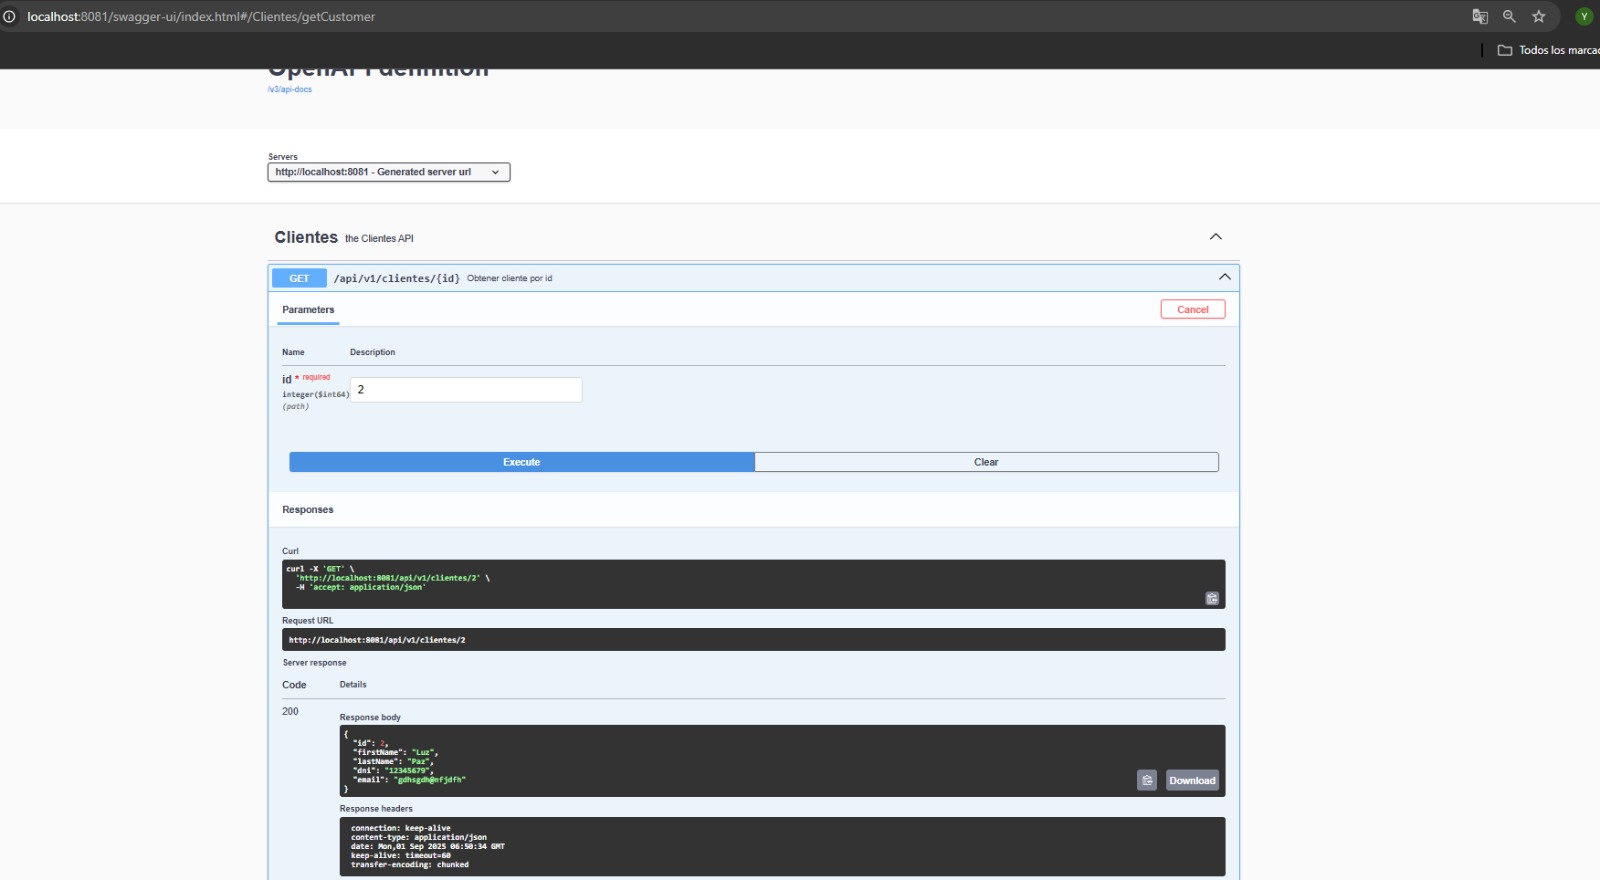 localhost:8081/swagger-ui/index.html#/Clientes/getCustomer
Y
Todos los marca
OpenAPI definition
/v3/api-docs
Servers
http://localhost:8081 - Generated server url
Clientes the Clientes API
GET /api/v1/clientes/{id} Obtener cliente por id
Parameters
Cancel
Name Description
id * required
integer($int64)
(path)
2
Execute
Clear
Responses
Curl
curl -X 'GET' \
'http://localhost:8081/api/v1/clientes/2' \
-H 'accept: application/json'
Request URL
http://localhost:8081/api/v1/clientes/2
Server response
Code Details
200
Response body
{
"id": 2,
"firstName": "Luz",
"lastName": "Paz",
"dni": "12345679",
"email": "gdhsgdh@nfjdfh"
}
Download
Response headers
connection: keep-alive
content-type: application/json
date: Mon,01 Sep 2025 06:50:34 GMT
keep-alive: timeout=60
transfer-encoding: chunked